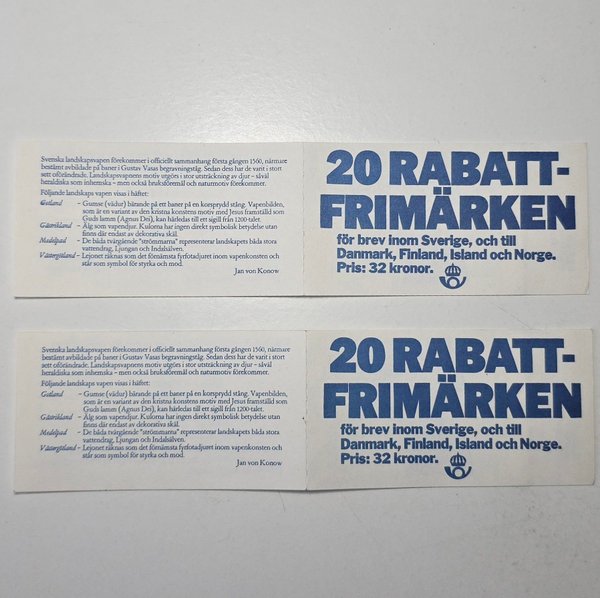 Svenska landskapsvapen förekommer i officiellt sammanhang första gången 1560, närmare
bestämt avbildade på baner i Gustav Vasas begravningståg. Sedan dess har de varit i stort
sett oförändrade. Landskapsvapnens motiv utgörs i stor utsträckning av djur – såväl
heraldiska som inhemska – men också bruksföremål och naturmotiv förekommer.
Följande landskaps vapen visas i häftet:
Gotland – Gumse (vädur) bärande på ett baner på en korsprydd stång. Vapenbilden,
som är en variant av den kristna konstens motiv med Jesus framställd som
Guds lamm (Agnus Dei), kan härledas till ett sigill från 1200-talet.
Gästrikland – Älg som vapendjur. Kulorna har ingen direkt symbolisk betydelse utan
finns där endast av dekorativa skäl.
Medelpad – De båda tvärgående "strömmarna" representerar landskapets båda stora
vattendrag, Ljungan och Indalsälven.
Västergötland – Lejonet räknas som det förnämsta fyrfotadjuret inom vapenkonsten och
står som symbol för styrka och mod.
Jan von Konow
20 RABATT-
FRIMÄRKEN
för brev inom Sverige, och till
Danmark, Finland, Island och Norge.
Pris: 32 kronor.
Svenska landskapsvapen förekommer i officiellt sammanhang första gången 1560, närmare
bestämt avbildade på baner i Gustav Vasas begravningståg. Sedan dess har de varit i stort
sett oförändrade. Landskapsvapnens motiv utgörs i stor utsträckning av djur – såväl
heraldiska som inhemska – men också bruksföremål och naturmotiv förekommer.
Följande landskaps vapen visas i häftet:
Gotland – Gumse (vädur) bärande på ett baner på en korsprydd stång. Vapenbilden,
som är en variant av den kristna konstens motiv med Jesus framställd som
Guds lamm (Agnus Dei), kan härledas till ett sigill från 1200-talet.
Gästrikland – Älg som vapendjur. Kulorna har ingen direkt symbolisk betydelse utan
finns där endast av dekorativa skäl.
Medelpad – De båda tvärgående "strömmarna" representerar landskapets båda stora
vattendrag, Ljungan och Indalsälven.
Västergötland – Lejonet räknas som det förnämsta fyrfotadjuret inom vapenkonsten och
står som symbol för styrka och mod.
Jan von Konow
20 RABATT-
FRIMÄRKEN
för brev inom Sverige, och till
Danmark, Finland, Island och Norge.
Pris: 32 kronor.